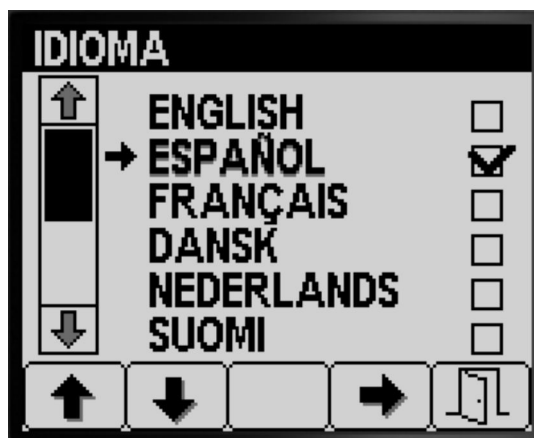 IDIOMA
ENGLISH
ESPAÑOL
FRANÇAIS
DANSK
NEDERLANDS
SUOMI